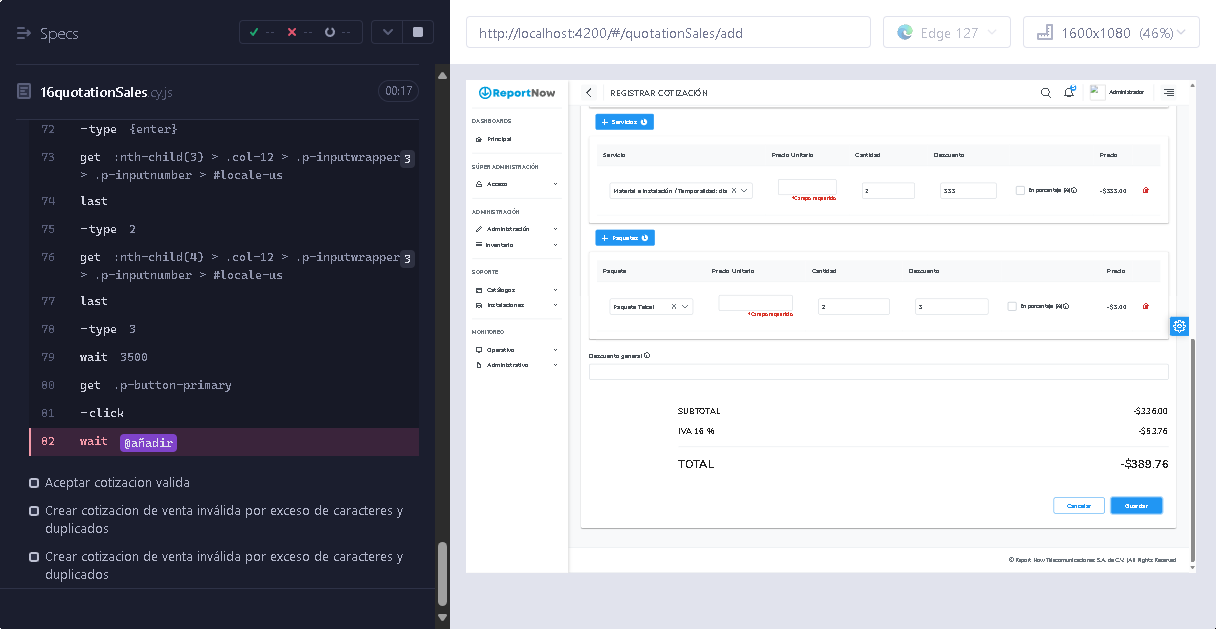 Specs
-- -- --
16quotationSales.cy.js
00:17
72 -type {enter}
73 get :nth-child(3) > .col-12 > .p-inputwrapper 3
> .p-inputnumber > #locale-us
74 last
75 -type 2
76 get :nth-child(4) > .col-12 > .p-inputwrapper 3
> .p-inputnumber > #locale-us
77 last
78 -type 3
79 wait 3500
80 get .p-button-primary
81 -click
82 wait @añadir
Aceptar cotizacion valida
Crear cotizacion de venta inválida por exceso de caracteres y
duplicados
Crear cotizacion de venta inválida por exceso de caracteres y
duplicados
http://localhost:4200/#/quotationSales/add
Edge 127
1600x1080 (46%)
ReportNow
DASHBOARDS
Principal
SÚPER ADMINISTRACIÓN
Acceso
ADMINISTRACIÓN
Administración
Inventario
SOPORTE
Catálogos
Instalaciones
MONITOREO
Operativo
Administrativo
REGISTRAR COTIZACIÓN
Administrador
+ Servicios
Servicio Precio Unitario Cantidad Descuento Precio
Material e instalación / Temporalidad: día 2 333 En porcentaje (%) -$333.00
*Campo requerido
+ Paquetes
Paquete Precio Unitario Cantidad Descuento Precio
Paquete Telcel 2 3 En porcentaje (%) -$3.00
*Campo requerido
Descuento general
SUBTOTAL -$336.00
IVA 16 % -$53.76
TOTAL -$389.76
Cancelar
Guardar
© Report Now Telecomunicaciones S.A. de C.V. | All Rights Reserved